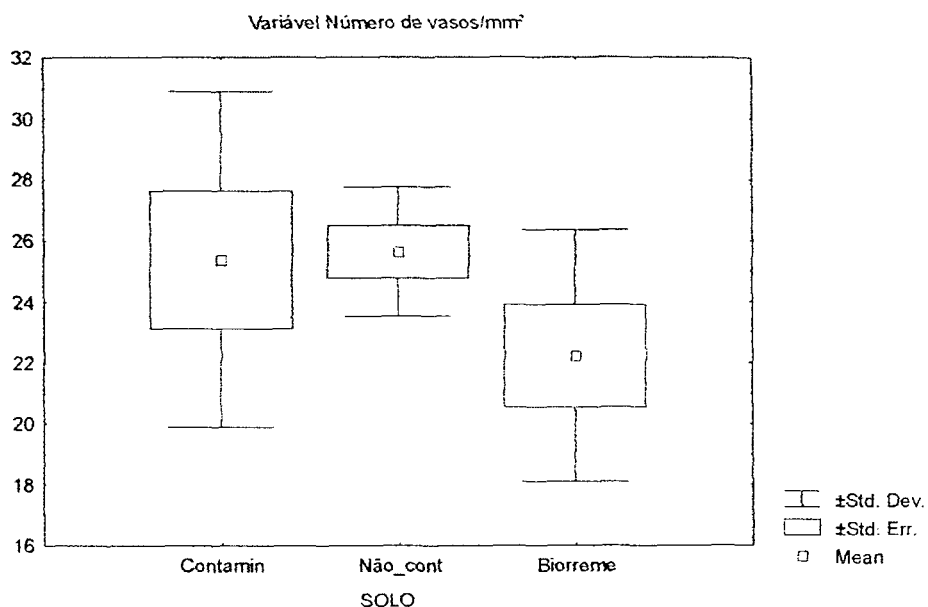 Variável Número de vasos/mm²
32
30
28
26
24
22
20
18
16
Contamin Não_cont Biorreme
SOLO
±Std. Dev.
±Std. Err.
Mean